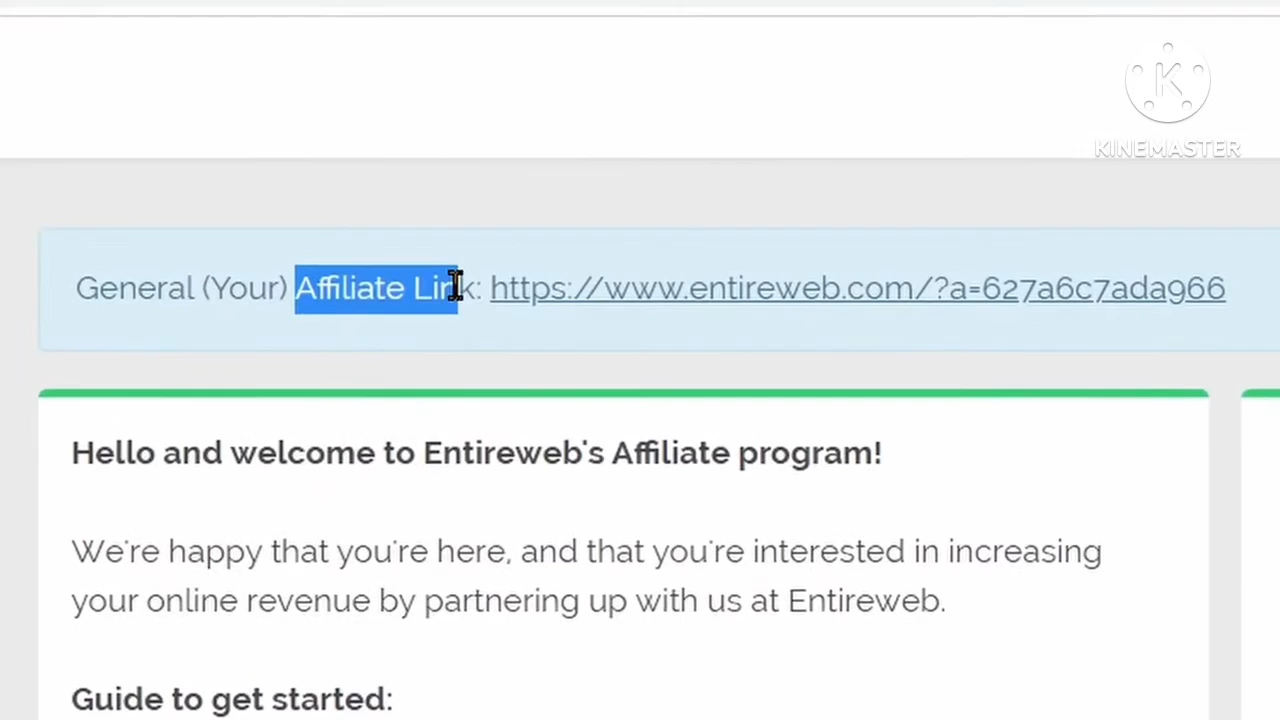 KINEMASTER
General (Your) Affiliate Link: https://www.entireweb.com/?a=627a6c7ada966
Hello and welcome to Entireweb's Affiliate program!
We're happy that you're here, and that you're interested in increasing
your online revenue by partnering up with us at Entireweb.
Guide to get started: